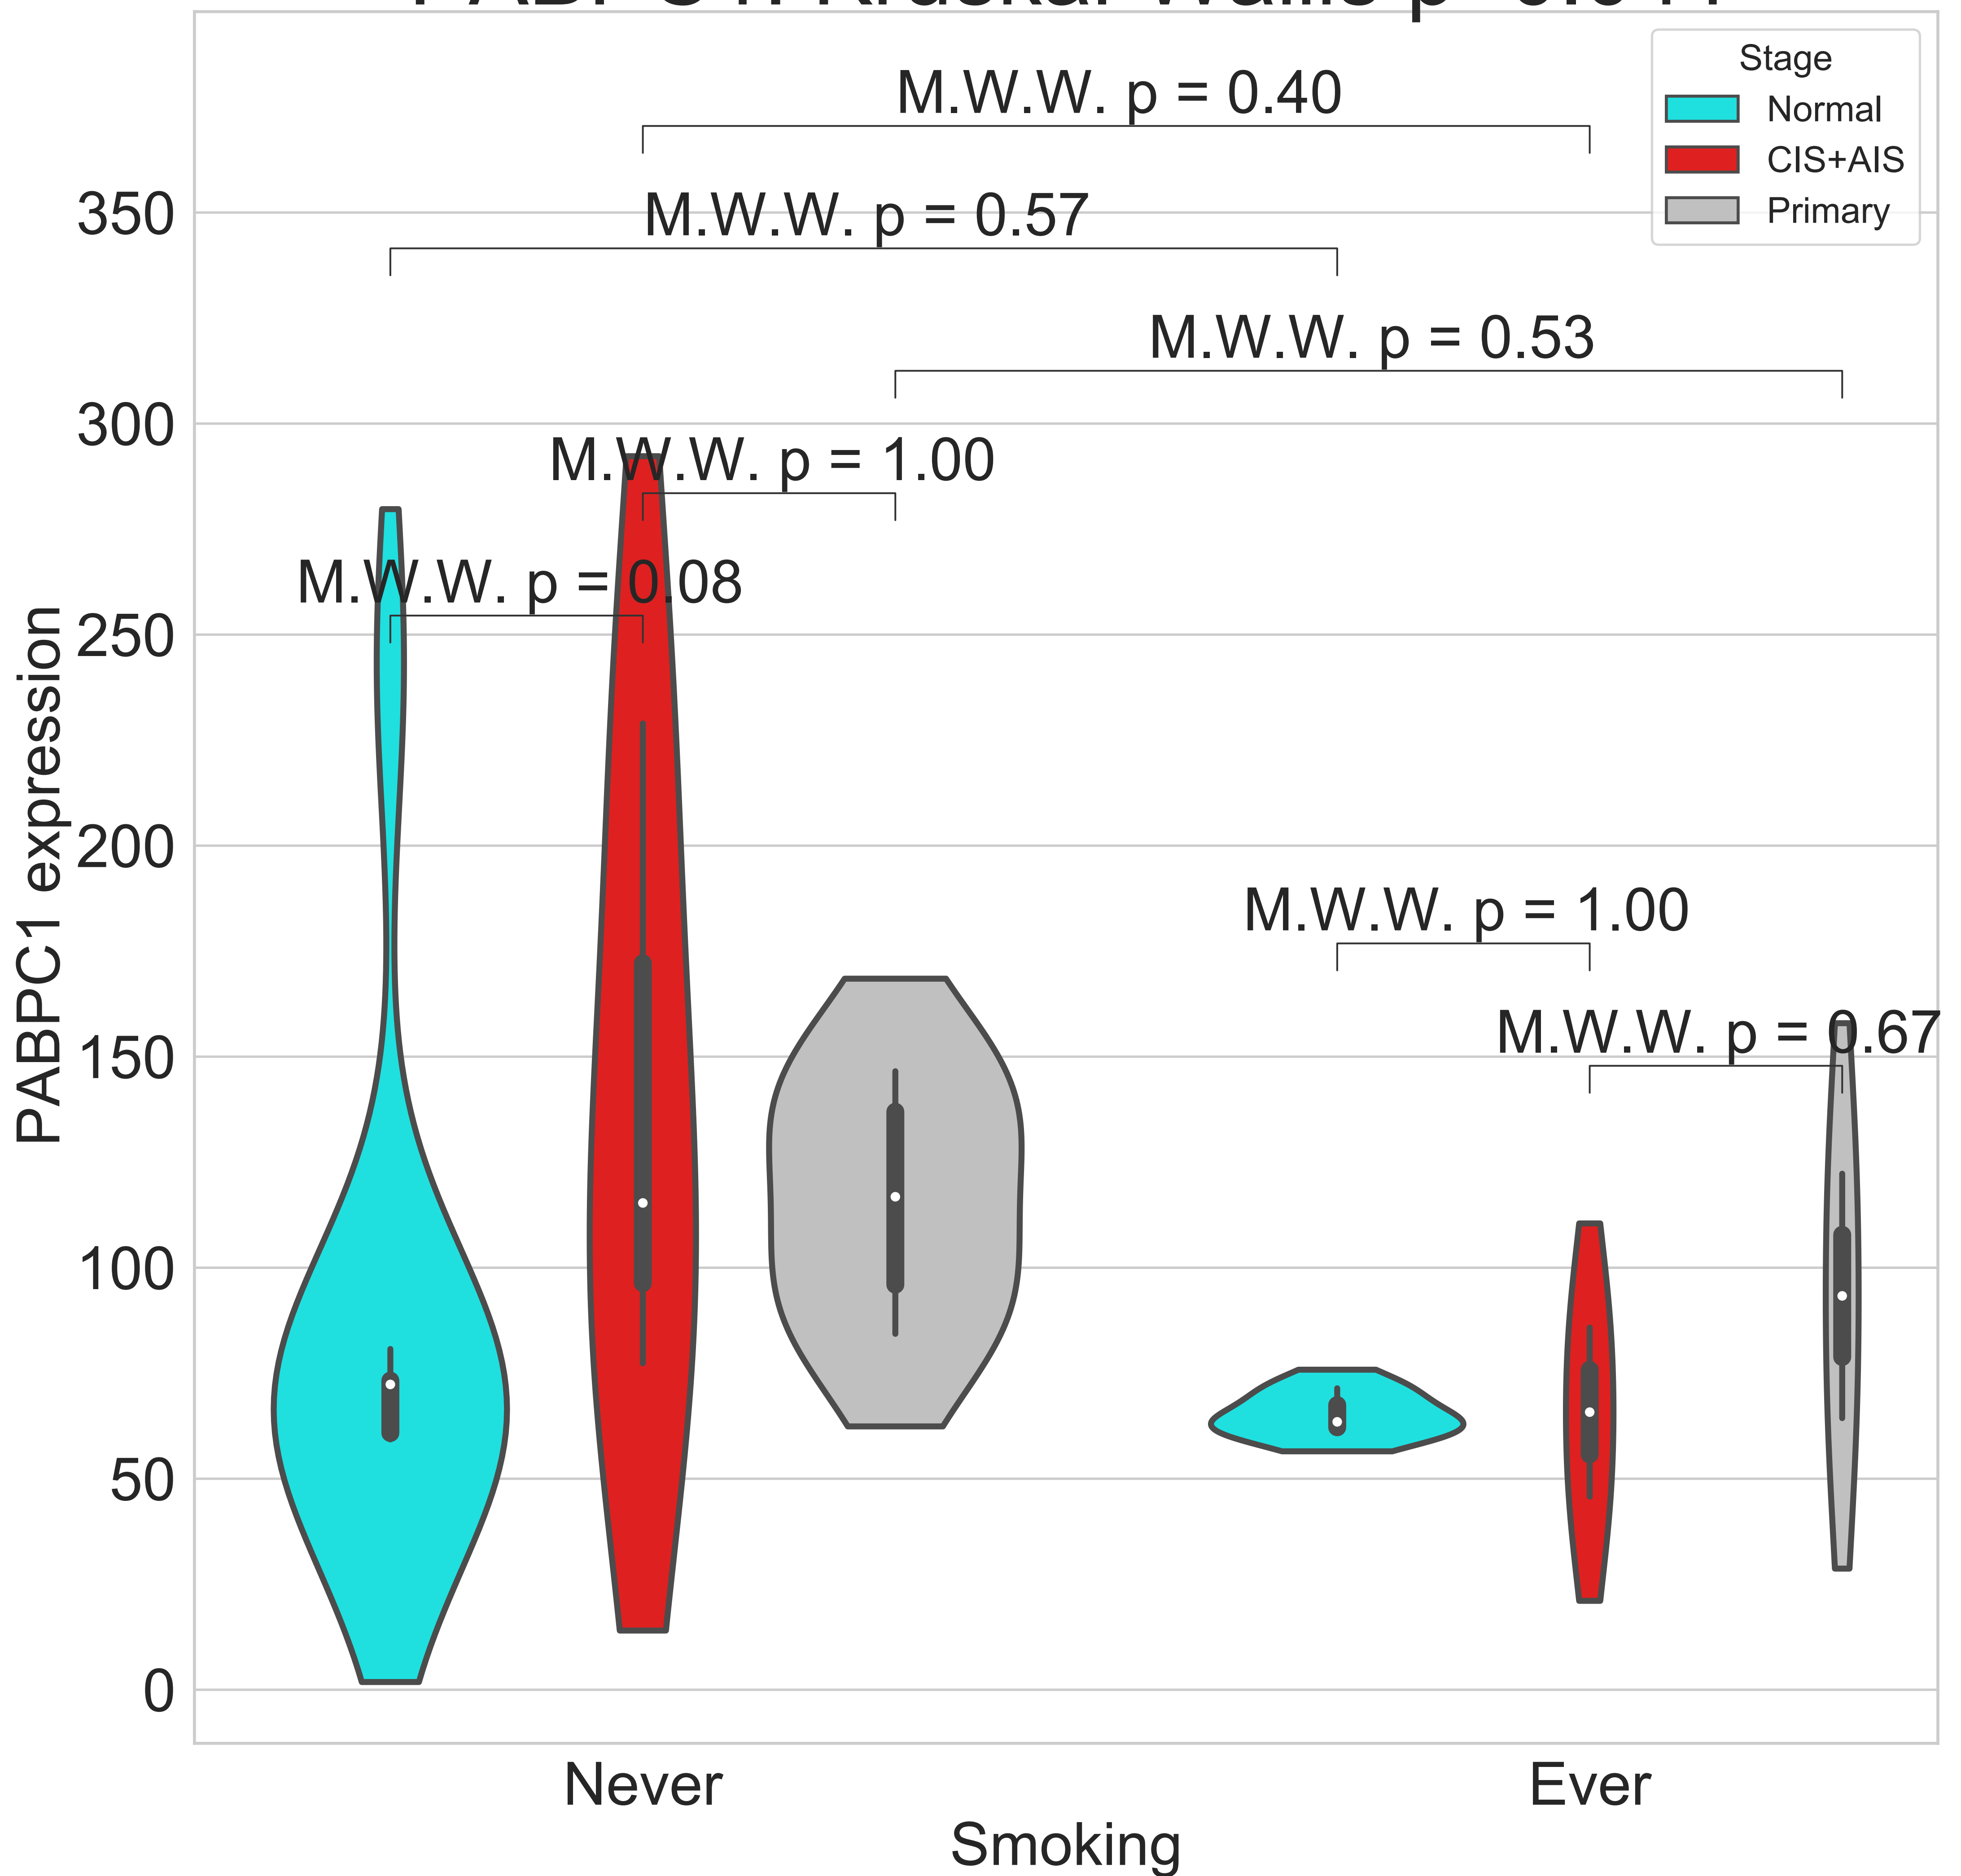 Stage
Normal
CIS+AIS
Primary
M.W.W. p = 0.40
M.W.W. p = 0.57
M.W.W. p = 0.53
M.W.W. p = 1.00
M.W.W. p = 0.08
M.W.W. p = 1.00
M.W.W. p = 0.67
350
300
250
200
150
100
50
0
PABPC1 expression
Never
Ever
Smoking